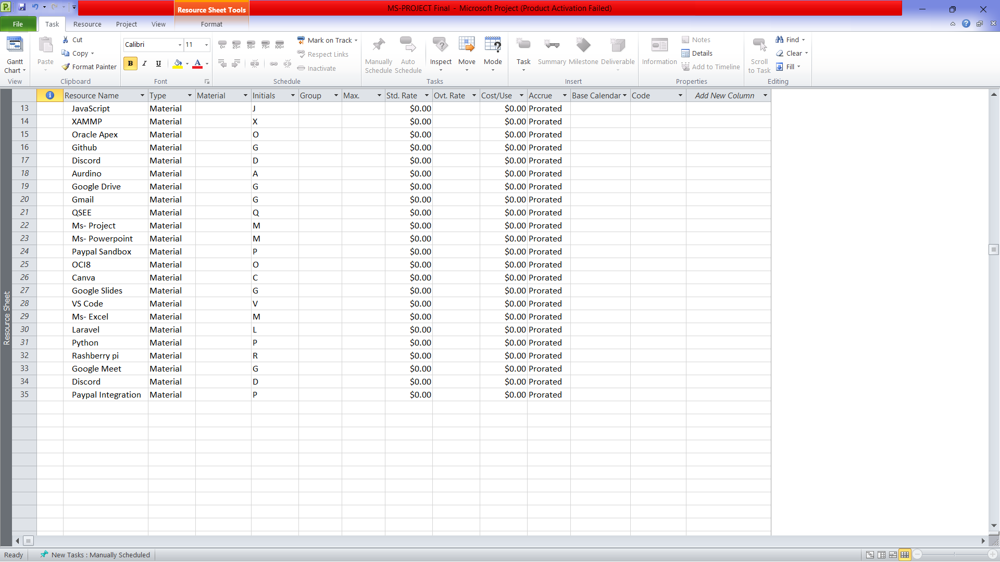 Resource Sheet Tools
MS-PROJECT Final - Microsoft Project (Product Activation Failed)
File Task Resource Project View Format
Gantt Chart
View
Paste
Cut
Copy
Format Painter
Clipboard
Calibri 11
B I U A
Font
0% 25% 50% 75% 100%
Mark on Track
Respect Links
Inactivate
Schedule
Manually Schedule
Auto Schedule
Inspect
Move
Mode
Tasks
Task
Summary
Milestone
Deliverable
Insert
Information
Notes
Details
Add to Timeline
Properties
Scroll to Task
Find
Clear
Fill
Editing
Resource Name Type Material Initials Group Max. Std. Rate Ovt. Rate Cost/Use Accrue Base Calendar Code Add New Column
13 JavaScript Material J $0.00 $0.00 Prorated
14 XAMMP Material X $0.00 $0.00 Prorated
15 Oracle Apex Material O $0.00 $0.00 Prorated
16 Github Material G $0.00 $0.00 Prorated
17 Discord Material D $0.00 $0.00 Prorated
18 Aurdino Material A $0.00 $0.00 Prorated
19 Google Drive Material G $0.00 $0.00 Prorated
20 Gmail Material G $0.00 $0.00 Prorated
21 QSEE Material Q $0.00 $0.00 Prorated
22 Ms- Project Material M $0.00 $0.00 Prorated
23 Ms- Powerpoint Material M $0.00 $0.00 Prorated
24 Paypal Sandbox Material P $0.00 $0.00 Prorated
25 OCI8 Material O $0.00 $0.00 Prorated
26 Canva Material C $0.00 $0.00 Prorated
27 Google Slides Material G $0.00 $0.00 Prorated
28 VS Code Material V $0.00 $0.00 Prorated
29 Ms- Excel Material M $0.00 $0.00 Prorated
30 Laravel Material L $0.00 $0.00 Prorated
31 Python Material P $0.00 $0.00 Prorated
32 Rashberry pi Material R $0.00 $0.00 Prorated
33 Google Meet Material G $0.00 $0.00 Prorated
34 Discord Material D $0.00 $0.00 Prorated
35 Paypal Integration Material P $0.00 $0.00 Prorated
Resource Sheet
Ready New Tasks : Manually Scheduled